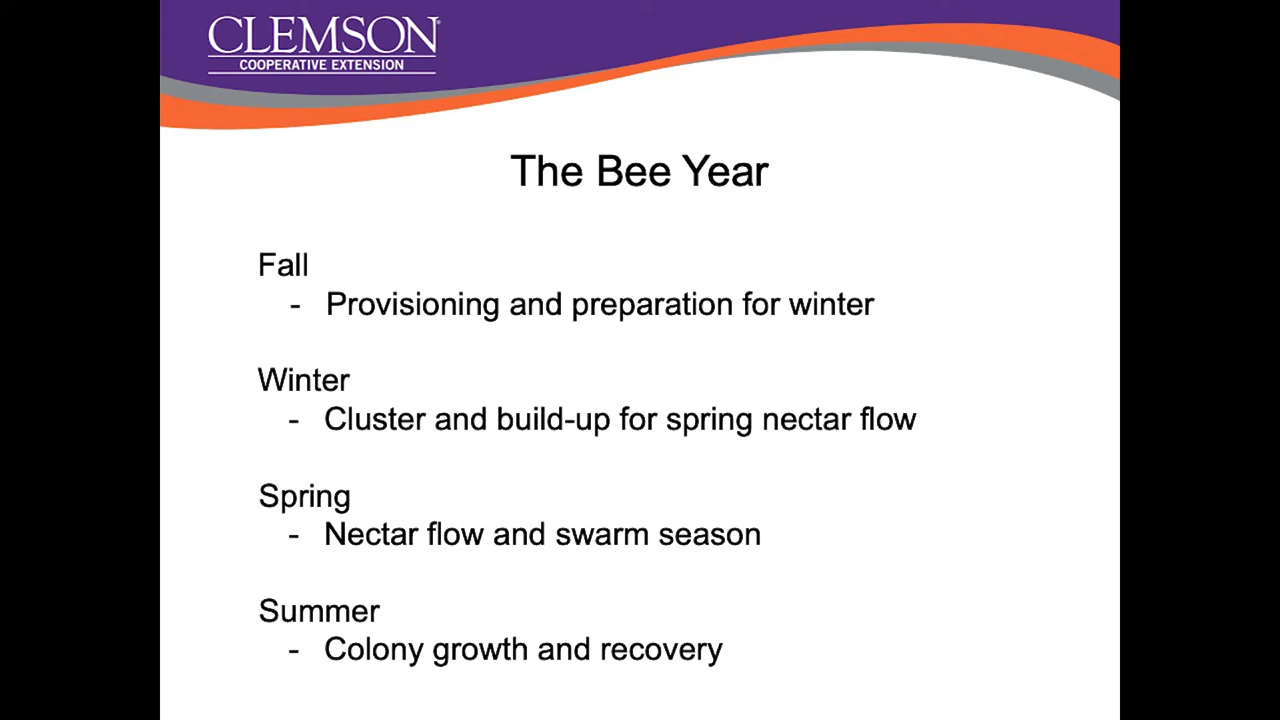 CLEMSON®
COOPERATIVE EXTENSION
The Bee Year
Fall
- Provisioning and preparation for winter
Winter
- Cluster and build-up for spring nectar flow
Spring
- Nectar flow and swarm season
Summer
- Colony growth and recovery